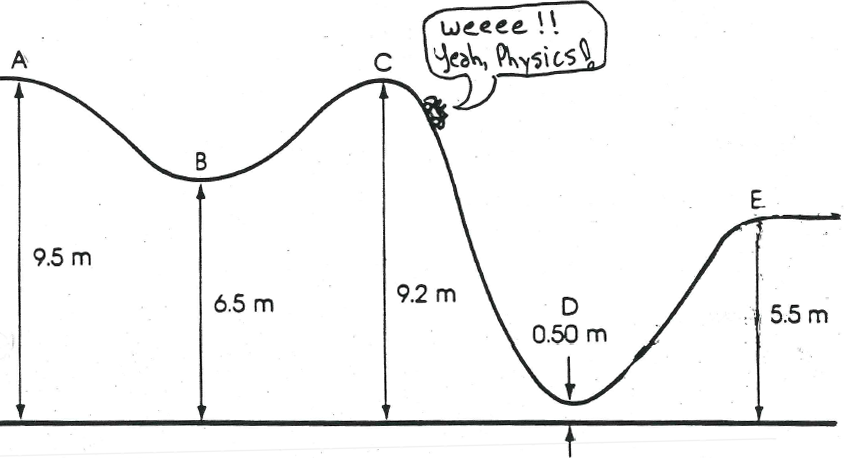 weeee !!
Yeah, Physics!
A
C
B
E
9.5 m
6.5 m
9.2 m
D
0.50 m
5.5 m